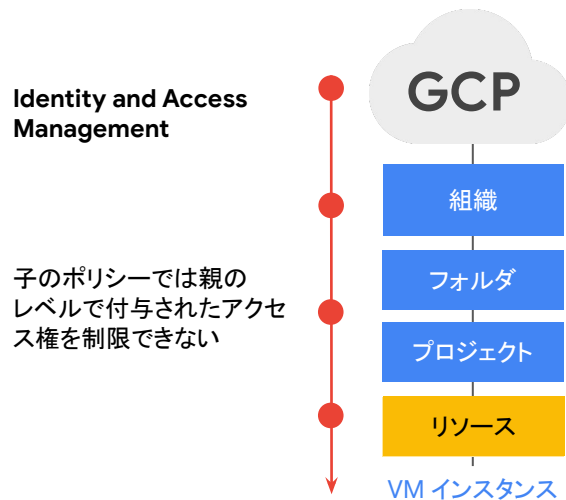 Identity and Access
Management
子のポリシーでは親の
レベルで付与されたアクセ
ス権を制限できない
GCP
組織
フォルダ
プロジェクト
リソース
VM インスタンス